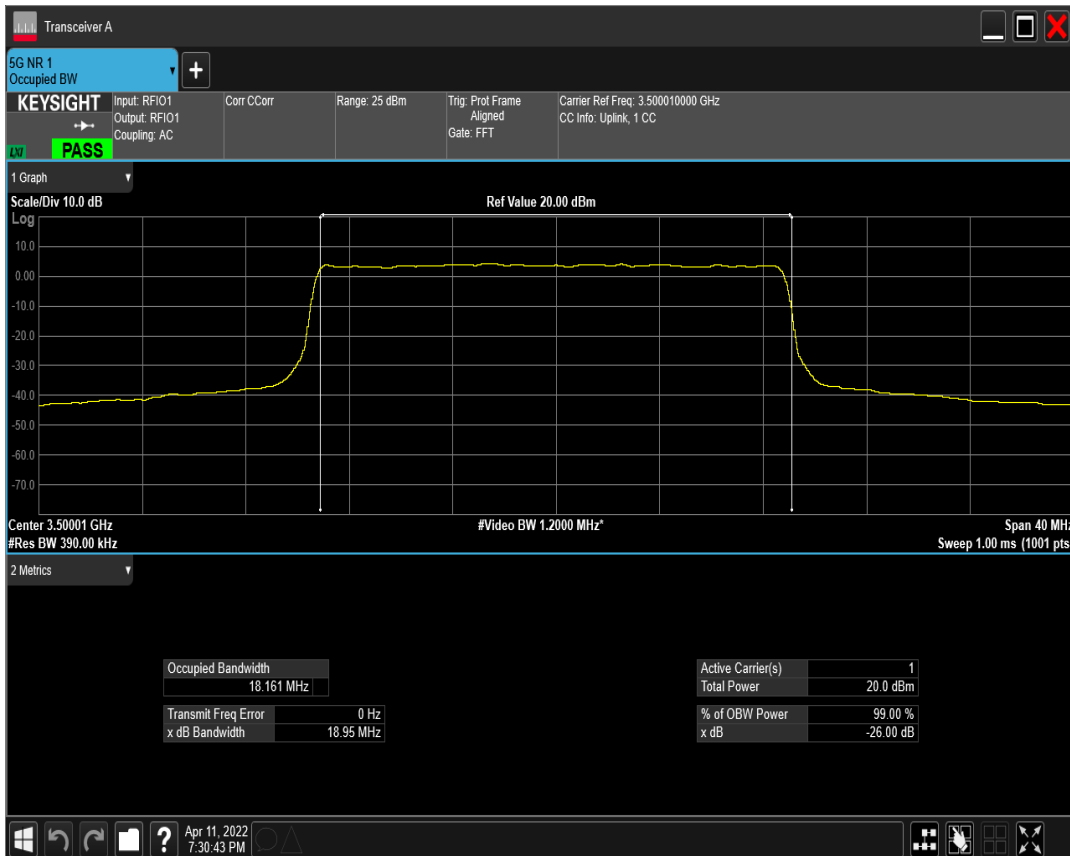 Transceiver A
5G NR 1
Occupied BW
KEYSIGHT
LXI
PASS
Input: RFIO1
Output: RFIO1
Coupling: AC
Corr CCorr
Range: 25 dBm
Trig: Prot Frame
Aligned
Gate: FFT
Carrier Ref Freq: 3.500010000 GHz
CC Info: Uplink, 1 CC
1 Graph
Scale/Div 10.0 dB
Ref Value 20.00 dBm
Log
10.0
0.00
-10.0
-20.0
-30.0
-40.0
-50.0
-60.0
-70.0
Center 3.50001 GHz
#Video BW 1.2000 MHz*
Span 40 MHz
#Res BW 390.00 kHz
Sweep 1.00 ms (1001 pts
2 Metrics
Occupied Bandwidth
18.161 MHz
Transmit Freq Error 0 Hz
x dB Bandwidth 18.95 MHz
Active Carrier(s) 1
Total Power 20.0 dBm
% of OBW Power 99.00 %
x dB -26.00 dB
?
Apr 11, 2022
7:30:43 PM